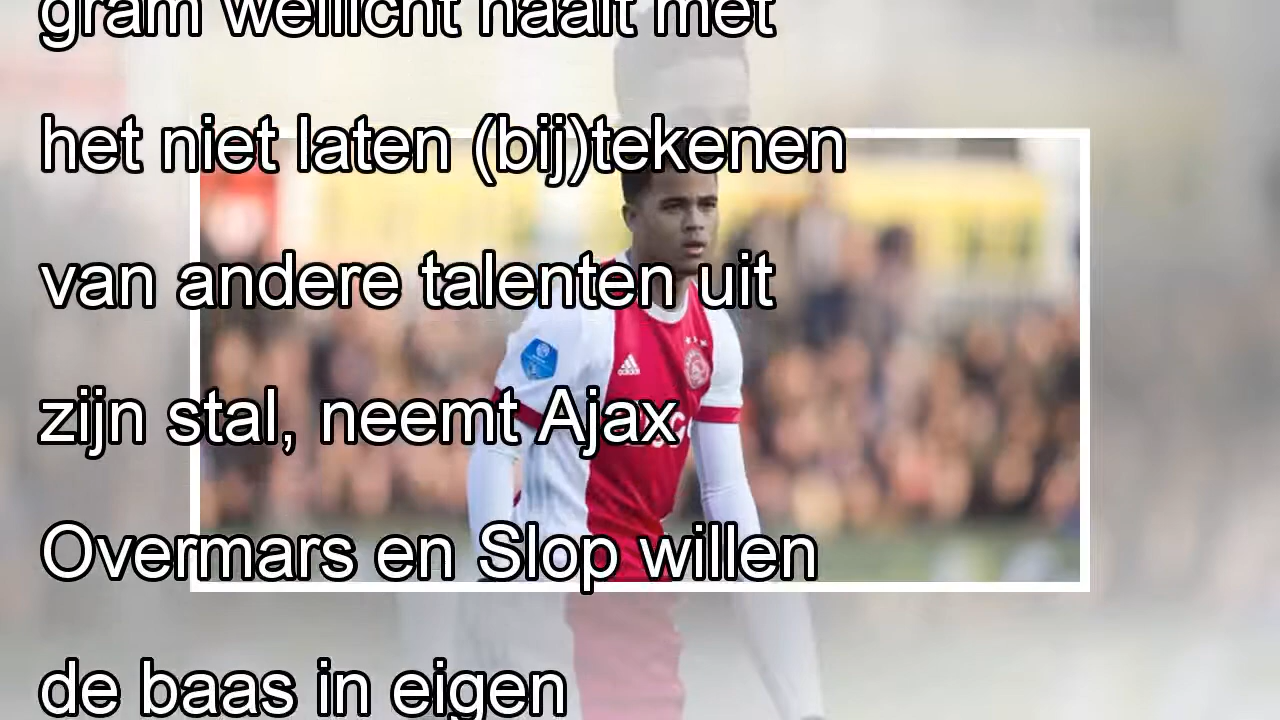 gram wellicht haalt met
het niet laten (bij)tekenen
van andere talenten uit
zijn stal, neemt Ajax
Overmars en Slop willen
de baas in eigen